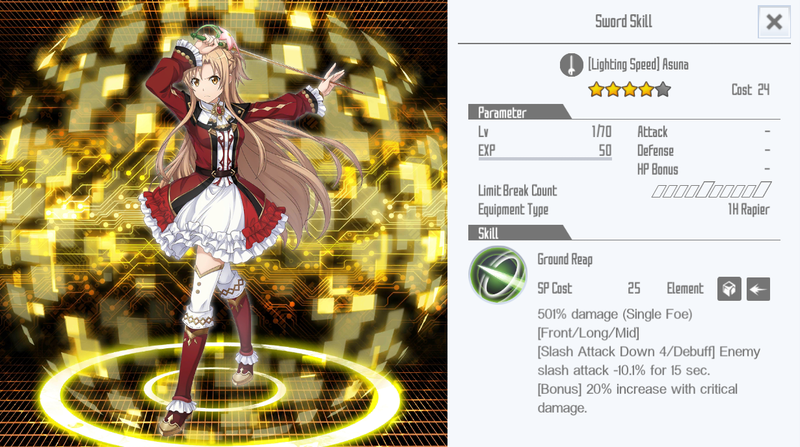 Sword Skill
[Lighting Speed] Asuna
Cost 24
Parameter
Lv 1/70 Attack -
EXP 50 Defense -
HP Bonus -
Limit Break Count
Equipment Type 1H Rapier
Skill
Ground Reap
SP Cost 25 Element
501% damage (Single Foe)
[Front/Long/Mid]
[Slash Attack Down 4/Debuff] Enemy
slash attack -10.1% for 15 sec.
[Bonus] 20% increase with critical
damage.